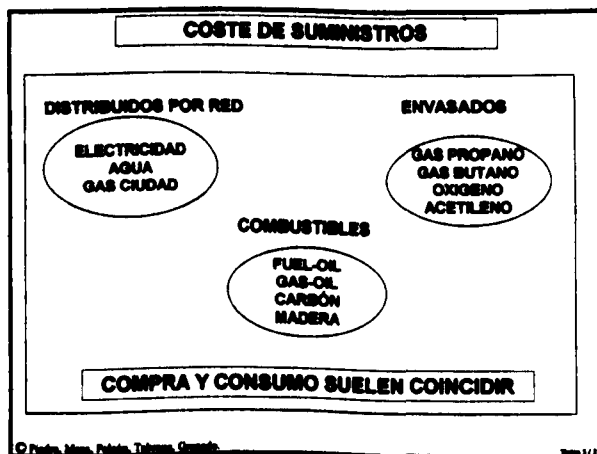 COSTE DE SUMINISTROS
DISTRIBUIDOS POR RED
ELECTRICIDAD
AGUA
GAS CIUDAD
ENVASADOS
GAS PROPANO
GAS BUTANO
OXIGENO
ACETILENO
COMBUSTIBLES
FUEL-OIL
GAS-OIL
CARBÓN
MADERA
COMPRA Y CONSUMO SUELEN COINCIDIR
©